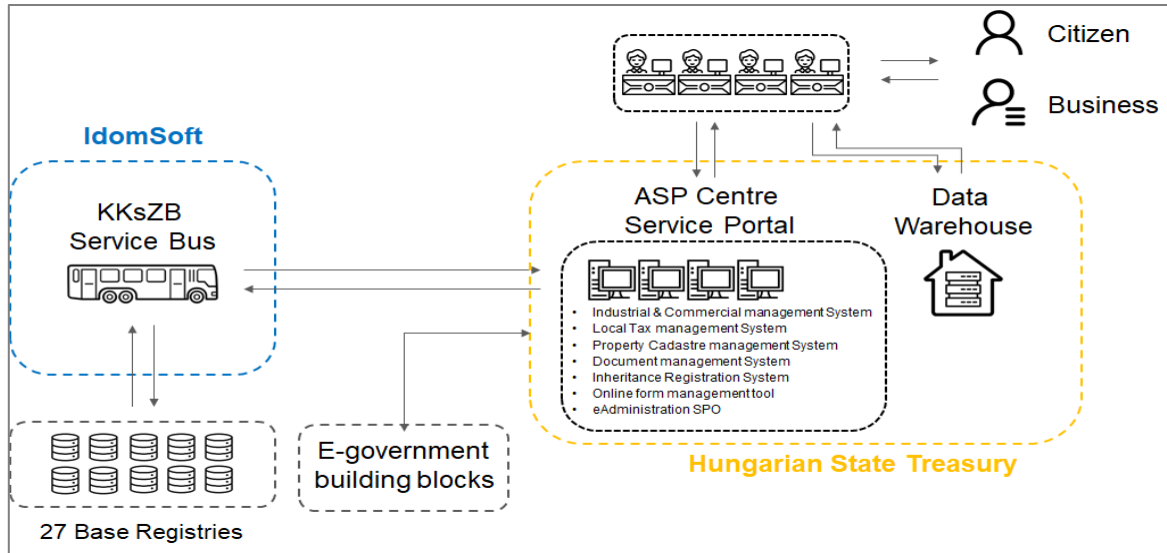 Citizen
Business
IdomSoft
KKsZB
Service Bus
ASP Centre
Service Portal
Data
Warehouse
• Industrial & Commercial management System
• Local Tax management System
• Property Cadastre management System
• Document management System
• Inheritance Registration System
• Online form management tool
• eAdministration SPO
E-government
building blocks
Hungarian State Treasury
27 Base Registries